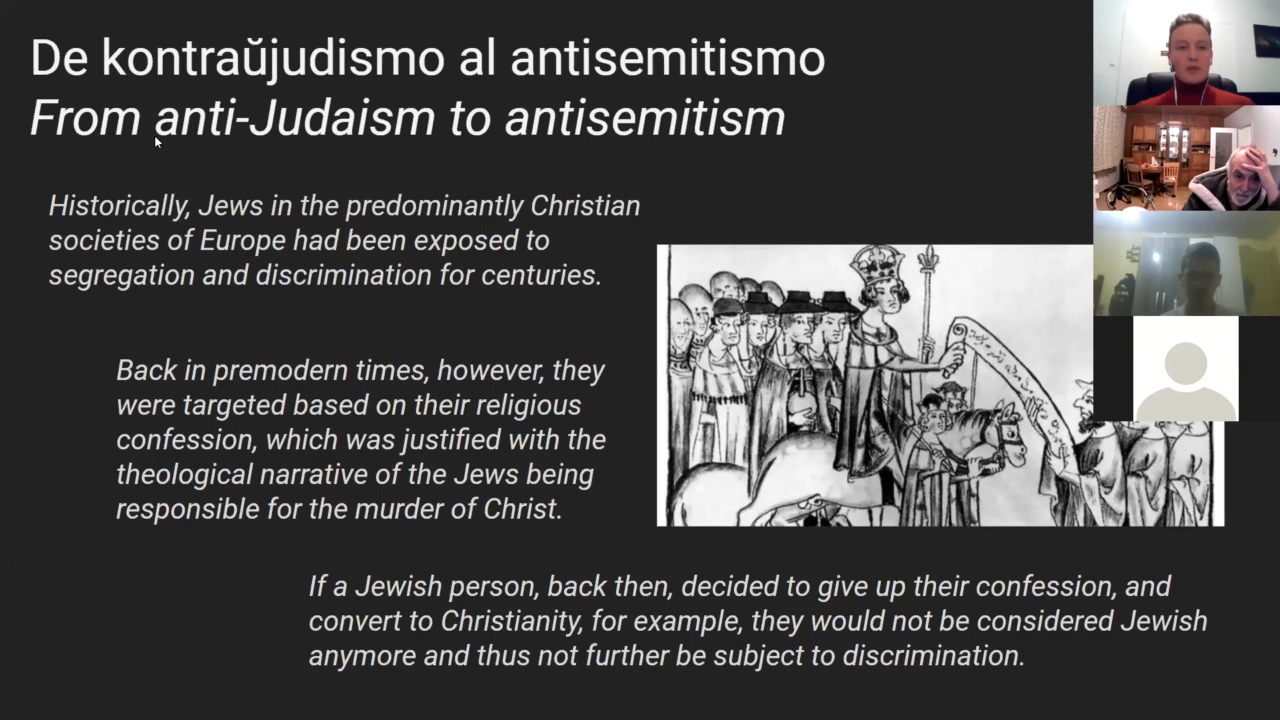 De kontraŭjudismo al antisemitismo
From anti-Judaism to antisemitism
Historically, Jews in the predominantly Christian
societies of Europe had been exposed to
segregation and discrimination for centuries.
Back in premodern times, however, they
were targeted based on their religious
confession, which was justified with the
theological narrative of the Jews being
responsible for the murder of Christ.
If a Jewish person, back then, decided to give up their confession, and
convert to Christianity, for example, they would not be considered Jewish
anymore and thus not further be subject to discrimination.